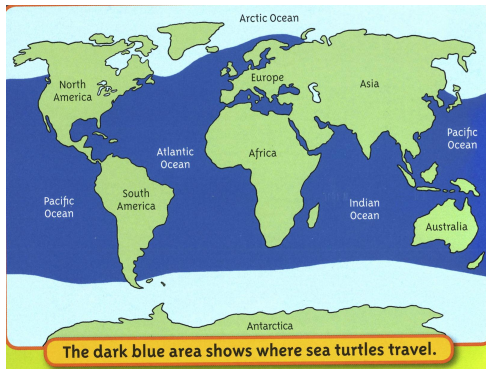 Arctic Ocean
North
America
Europe
Asia
Pacific
Ocean
Atlantic
Ocean
Africa
Pacific
Ocean
South
America
Indian
Ocean
Australia
Antarctica
The dark blue area shows where sea turtles travel.